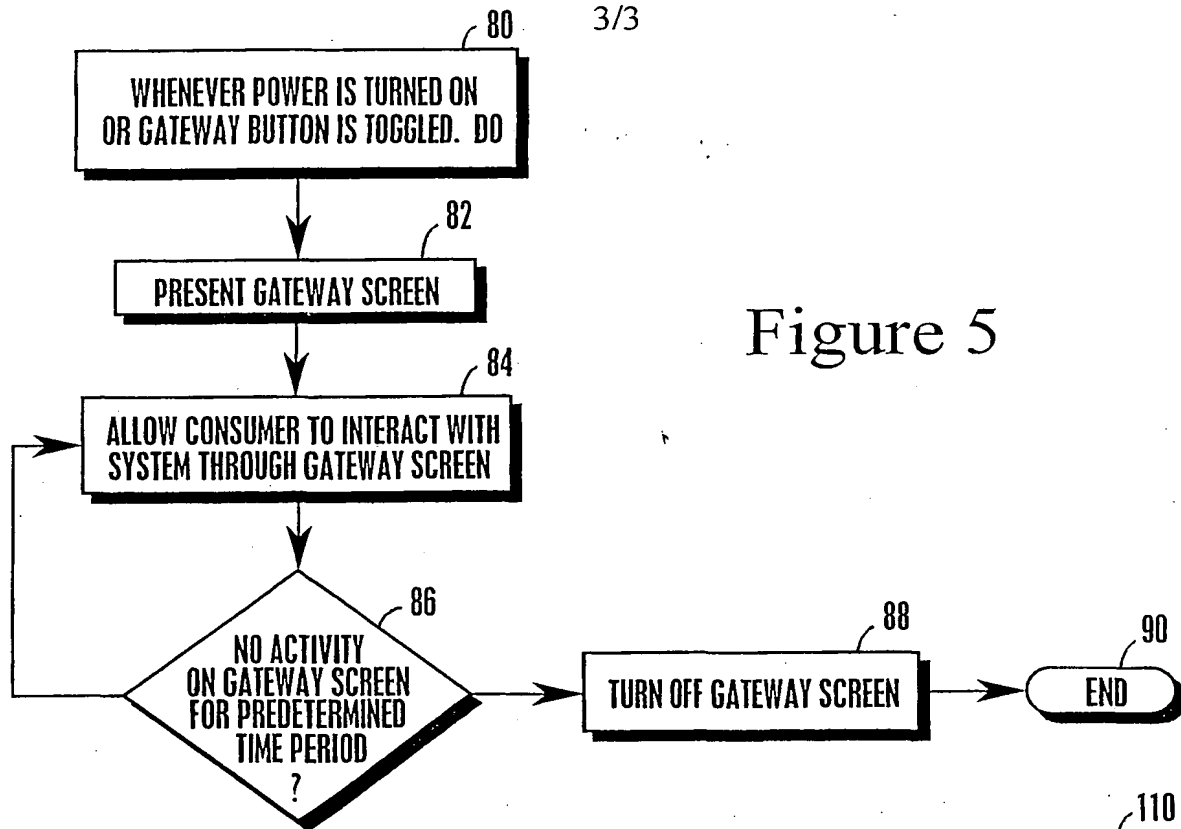 3/3
80
WHENEVER POWER IS TURNED ON
OR GATEWAY BUTTON IS TOGGLED. DO
82
PRESENT GATEWAY SCREEN
Figure 5
84
ALLOW CONSUMER TO INTERACT WITH
SYSTEM THROUGH GATEWAY SCREEN
86
NO ACTIVITY
ON GATEWAY SCREEN
FOR PREDETERMINED
TIME PERIOD
?
88
TURN OFF GATEWAY SCREEN
90
END
110